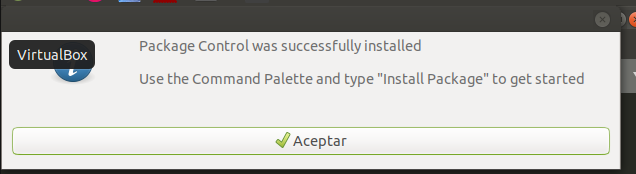 Package Control was successfully installed
VirtualBox
Use the Command Palette and type "Install Package" to get started
Aceptar